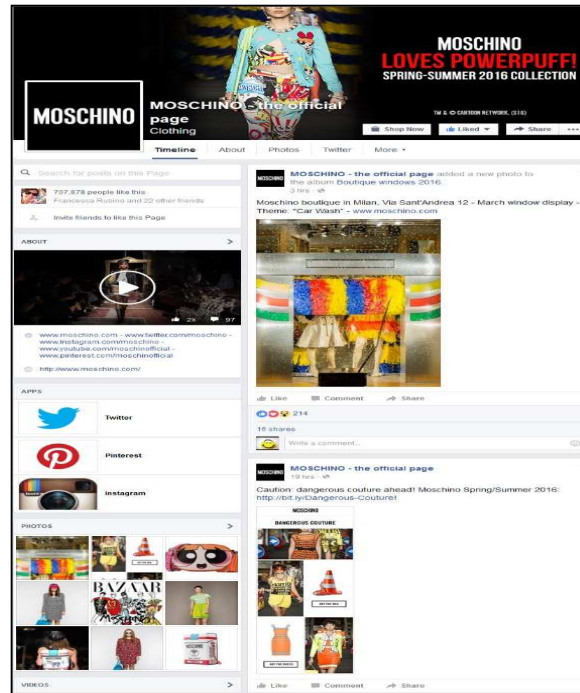 MOSCHINO
LOVES POWERPUFF!
SPRING-SUMMER 2016 COLLECTION
TM & © CARTOON NETWORK. (S16)
MOSCHINO
MOSCHINO - the official
page
Clothing
Shop Now
Liked
Share
Timeline
About
Photos
Twitter
More
Search for posts on this Page
707,878 people like this
Francesca Rubino and 22 other friends
Invite friends to like this Page
ABOUT
2k
97
www.moschino.com - www.twitter.com/moschino -
www.instagram.com/moschino -
www.youtube.com/moschinofficial -
www.pinterest.com/moschinofficial
http://www.moschino.com/
APPS
Twitter
Pinterest
Instagram
PHOTOS
BAZAAR
MOSCHINO
VIDEOS
MOSCHINO
MOSCHINO - the official page added a new photo to
the album Boutique windows 2016.
3 hrs
Moschino boutique in Milan, Via Sant'Andrea 12 - March window display -
Theme: "Car Wash" - www.moschino.com
Like
Comment
Share
214
16 shares
Write a comment...
MOSCHINO
MOSCHINO - the official page
19 hrs
Caution: dangerous couture ahead! Moschino Spring/Summer 2016:
http://bit.ly/Dangerous-Couture!
MOSCHINO
DANGEROUS COUTURE
Like
Comment
Share